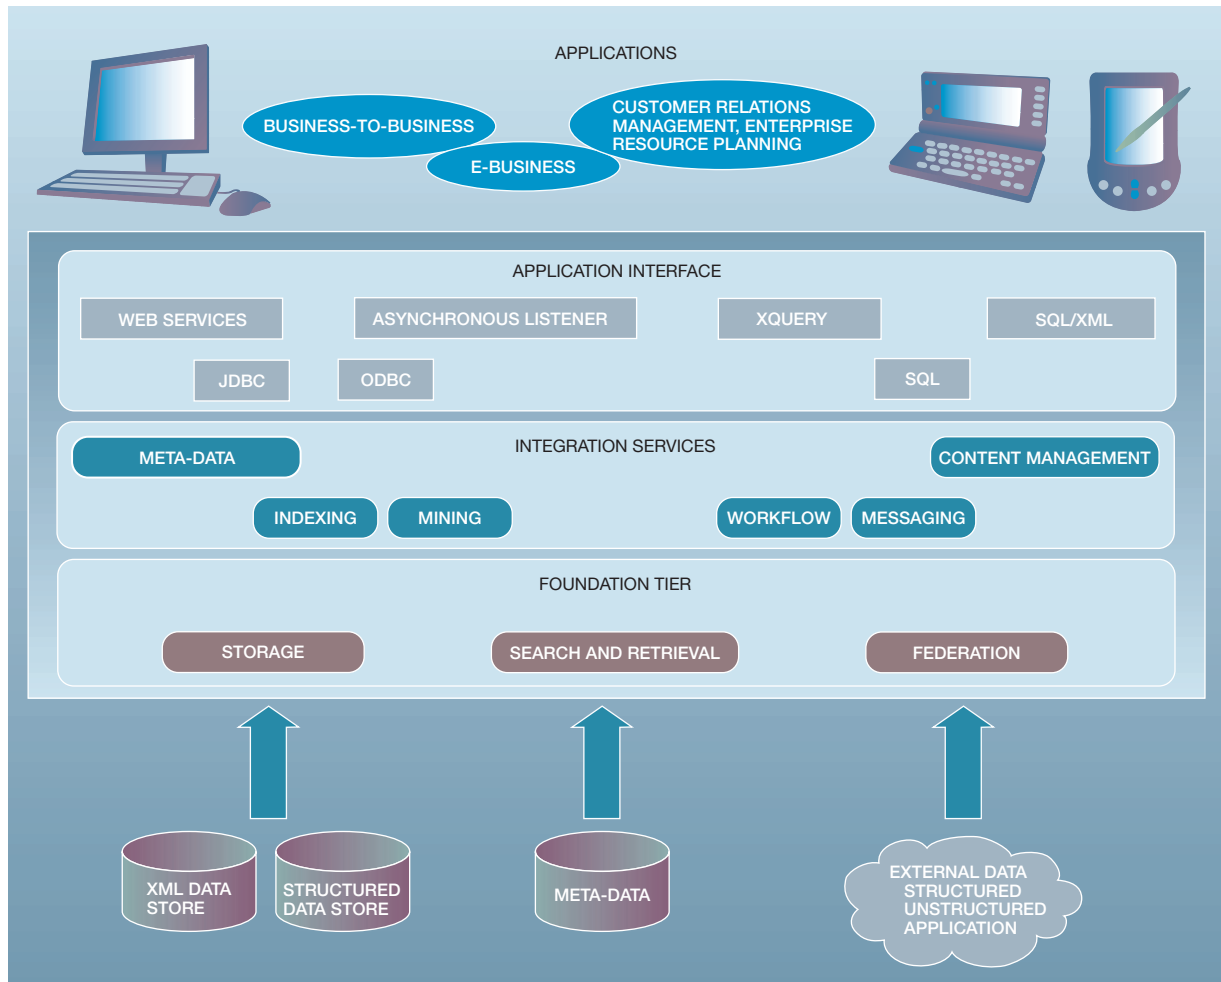 APPLICATIONS
BUSINESS-TO-BUSINESS
E-BUSINESS
CUSTOMER RELATIONS
MANAGEMENT, ENTERPRISE
RESOURCE PLANNING
APPLICATION INTERFACE
WEB SERVICES
ASYNCHRONOUS LISTENER
XQUERY
SQL/XML
JDBC
ODBC
SQL
INTEGRATION SERVICES
META-DATA
CONTENT MANAGEMENT
INDEXING
MINING
WORKFLOW
MESSAGING
FOUNDATION TIER
STORAGE
SEARCH AND RETRIEVAL
FEDERATION
XML DATA
STORE
STRUCTURED
DATA STORE
META-DATA
EXTERNAL DATA
STRUCTURED
UNSTRUCTURED
APPLICATION